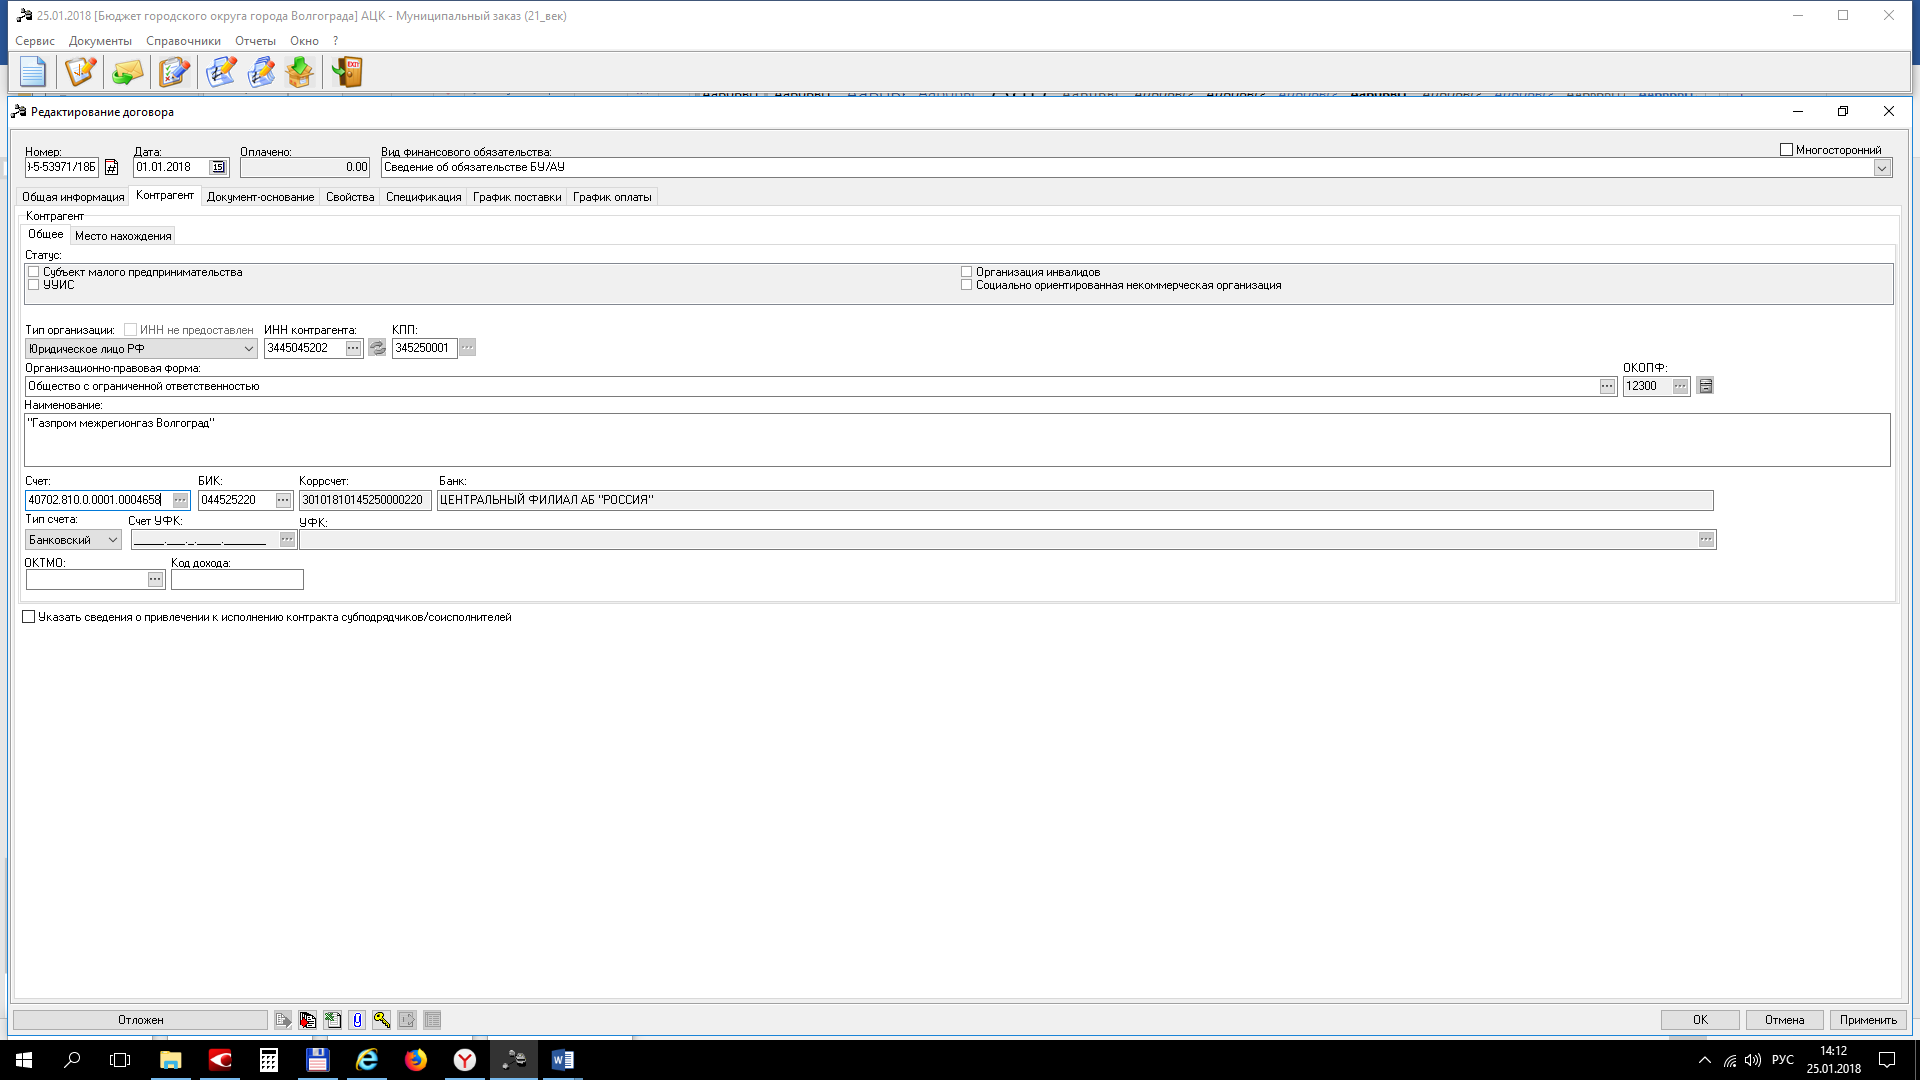 25.01.2018 [Бюджет городского округа города Волгограда] АЦК - Муниципальный заказ (21_век)
Сервис Документы Справочники Отчеты Окно ?
Редактирование договора
Номер: Дата: Оплачено: Вид финансового обязательства: Многосторонний
-5-53971/18Б 01.01.2018 15 0.00 Сведение об обязательстве БУ/АУ
Общая информация Контрагент Документ-основание Свойства Спецификация График поставки График оплаты
Контрагент
Общее Место нахождения
Статус:
Субъект малого предпринимательства Организация инвалидов
УУИС Социально ориентированная некоммерческая организация
Тип организации: ИНН не предоставлен ИНН контрагента: КПП:
Юридическое лицо РФ 3445045202 345250001
Организационно-правовая форма: ОКОПФ:
Общество с ограниченной ответственностью 12300
Наименование:
"Газпром межрегионгаз Волгоград"
Счет: БИК: Коррсчет: Банк:
40702.810.0.0001.0004658 044525220 30101810145250000220 ЦЕНТРАЛЬНЫЙ ФИЛИАЛ АБ "РОССИЯ"
Тип счета: Счет УФК: УФК:
Банковский _____.___._.____._______
ОКТМО: Код дохода:
Указать сведения о привлечении к исполнению контракта субподрядчиков/соисполнителей
Отложен OK Отмена Применить
РУС 14:12
25.01.2018